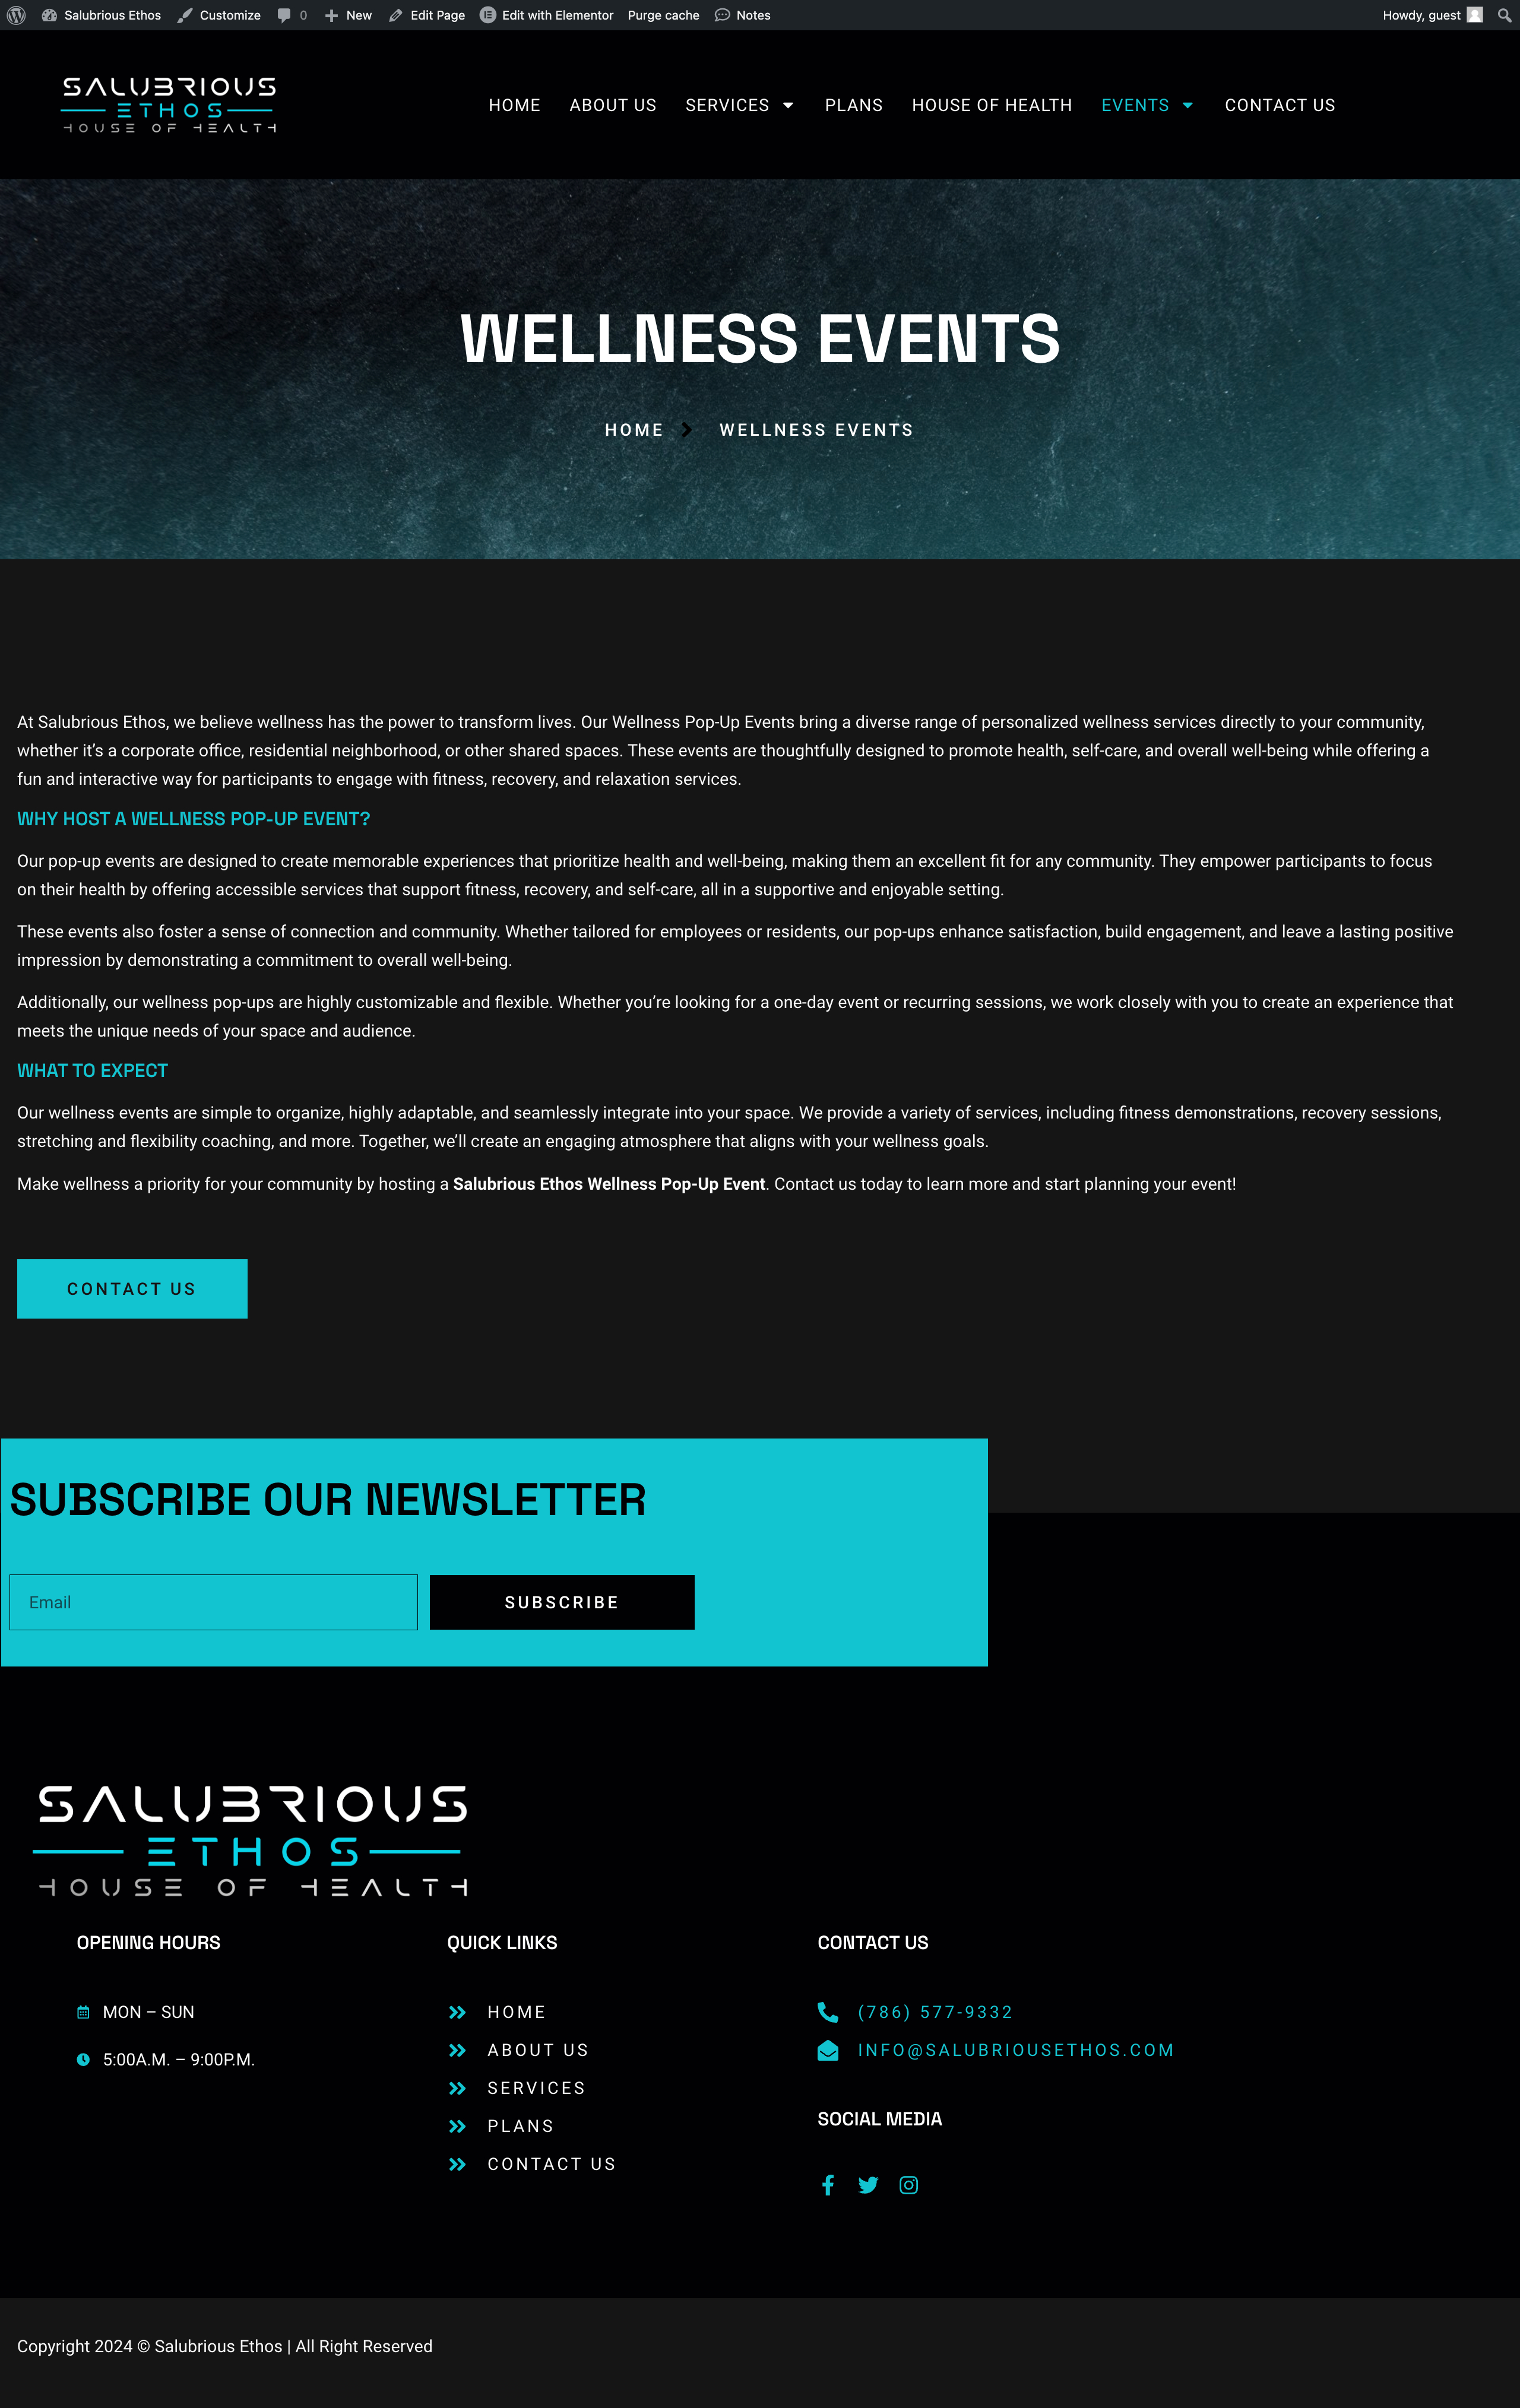 Salubrious Ethos Customize 0 New Edit Page Edit with Elementor Purge cache Notes Howdy, guest
SALUBRIOUS
ETHOS
HOUSE OF HEALTH
HOME ABOUT US SERVICES PLANS HOUSE OF HEALTH EVENTS CONTACT US
WELLNESS EVENTS
HOME WELLNESS EVENTS
At Salubrious Ethos, we believe wellness has the power to transform lives. Our Wellness Pop-Up Events bring a diverse range of personalized wellness services directly to your community,
whether it’s a corporate office, residential neighborhood, or other shared spaces. These events are thoughtfully designed to promote health, self-care, and overall well-being while offering a
fun and interactive way for participants to engage with fitness, recovery, and relaxation services.
WHY HOST A WELLNESS POP-UP EVENT?
Our pop-up events are designed to create memorable experiences that prioritize health and well-being, making them an excellent fit for any community. They empower participants to focus
on their health by offering accessible services that support fitness, recovery, and self-care, all in a supportive and enjoyable setting.
These events also foster a sense of connection and community. Whether tailored for employees or residents, our pop-ups enhance satisfaction, build engagement, and leave a lasting positive
impression by demonstrating a commitment to overall well-being.
Additionally, our wellness pop-ups are highly customizable and flexible. Whether you’re looking for a one-day event or recurring sessions, we work closely with you to create an experience that
meets the unique needs of your space and audience.
WHAT TO EXPECT
Our wellness events are simple to organize, highly adaptable, and seamlessly integrate into your space. We provide a variety of services, including fitness demonstrations, recovery sessions,
stretching and flexibility coaching, and more. Together, we’ll create an engaging atmosphere that aligns with your wellness goals.
Make wellness a priority for your community by hosting a Salubrious Ethos Wellness Pop-Up Event. Contact us today to learn more and start planning your event!
CONTACT US
SUBSCRIBE OUR NEWSLETTER
Email
SUBSCRIBE
SALUBRIOUS
ETHOS
HOUSE OF HEALTH
OPENING HOURS
MON – SUN
5:00A.M. – 9:00P.M.
QUICK LINKS
HOME
ABOUT US
SERVICES
PLANS
CONTACT US
CONTACT US
(786) 577-9332
INFO@SALUBRIOUSETHOS.COM
SOCIAL MEDIA
Copyright 2024 © Salubrious Ethos | All Right Reserved